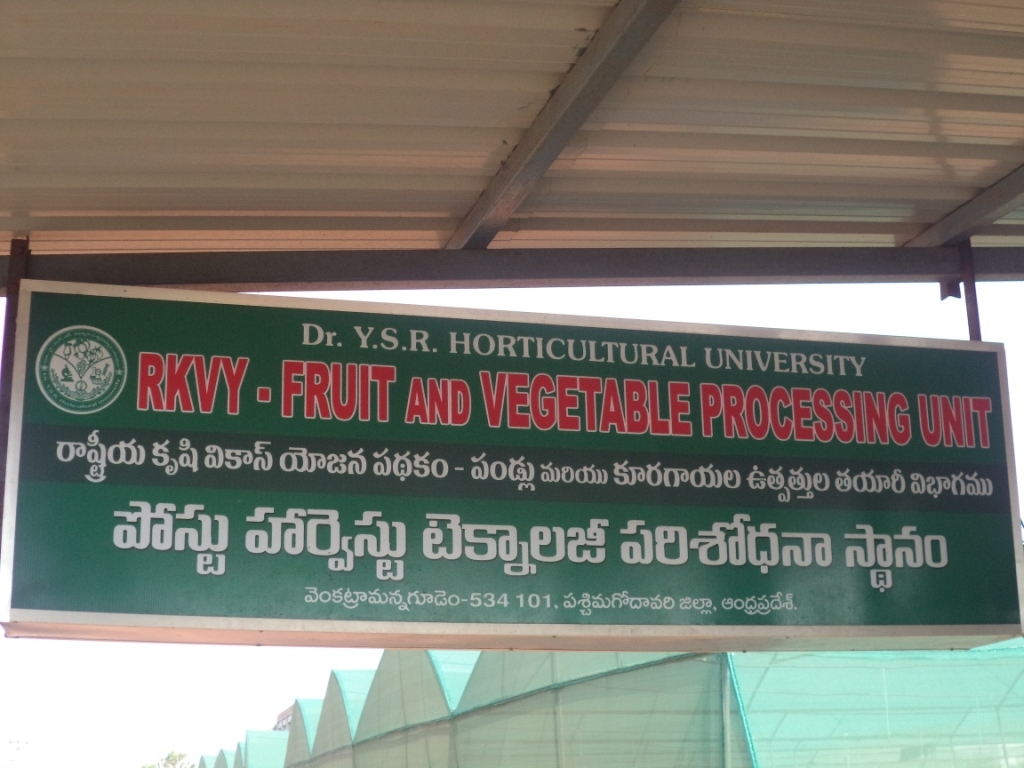 Dr. Y.S.R. HORTICULTURAL UNIVERSITY
RKVY - FRUIT AND VEGETABLE PROCESSING UNIT
రాష్ట్రీయ కృషి వికాస్ యోజన పథకం - పండ్లు మరియు కూరగాయల ఉత్పత్తుల తయారీ విభాగము
పోస్టు హార్వెస్టు టెక్నాలజీ పరిశోధనా స్థానం
వెంకట్రామన్నగూడెం-534 101, పశ్చిమగోదావరి జిల్లా, ఆంధ్రప్రదేశ్.